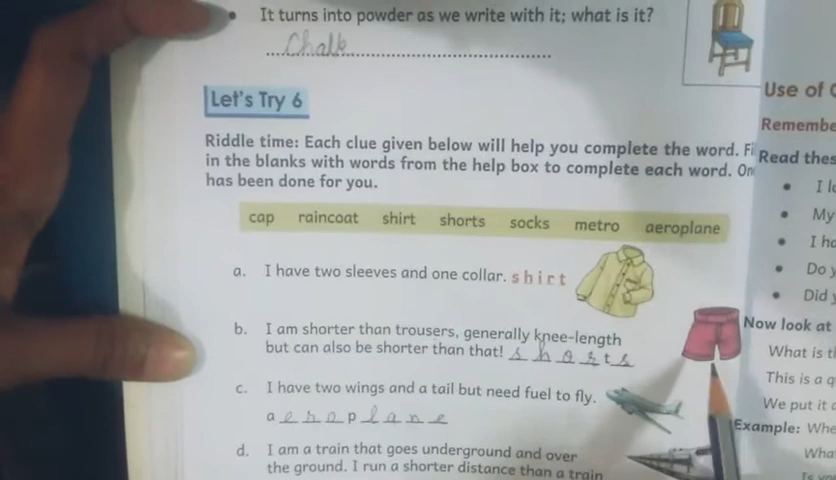 • It turns into powder as we write with it; what is it?
Chalk
Let's Try 6
Riddle time: Each clue given below will help you complete the word. Fi
in the blanks with words from the help box to complete each word. On
has been done for you.
cap raincoat shirt shorts socks metro aeroplane
a. I have two sleeves and one collar. shirt
b. I am shorter than trousers, generally knee-length
but can also be shorter than that! shorts
c. I have two wings and a tail but need fuel to fly.
aeroplane
d. I am a train that goes underground and over
the ground. I run a shorter distance than a train
Use of
Remembe
Read thes
• I
• My
• I ha
• Do y
• Did y
Now look at
What is t
This is a q
We put it
Example: Whe
Wha